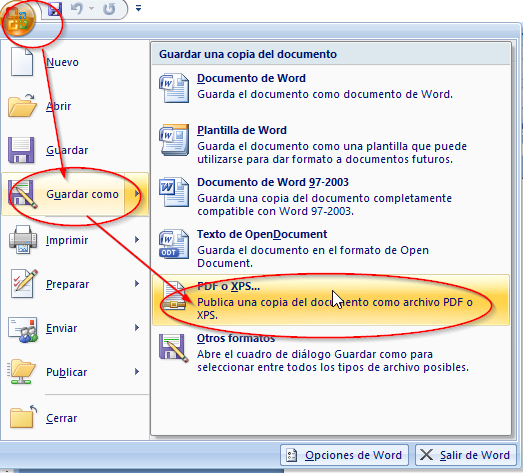 Nuevo
Abrir
Guardar
Guardar como
Imprimir
Preparar
Enviar
Publicar
Cerrar
Guardar una copia del documento
Documento de Word
Guarda el documento como documento de Word.
Plantilla de Word
Guarda el documento como una plantilla que puede
utilizarse para dar formato a documentos futuros.
Documento de Word 97-2003
Guarda una copia del documento completamente
compatible con Word 97-2003.
ODT
Texto de OpenDocument
Guarda el documento en el formato de Open
Document.
PDF o XPS...
Publica una copia del documento como archivo PDF o
XPS.
Otros formatos
Abre el cuadro de diálogo Guardar como para
seleccionar entre todos los tipos de archivo posibles.
Opciones de Word
Salir de Word